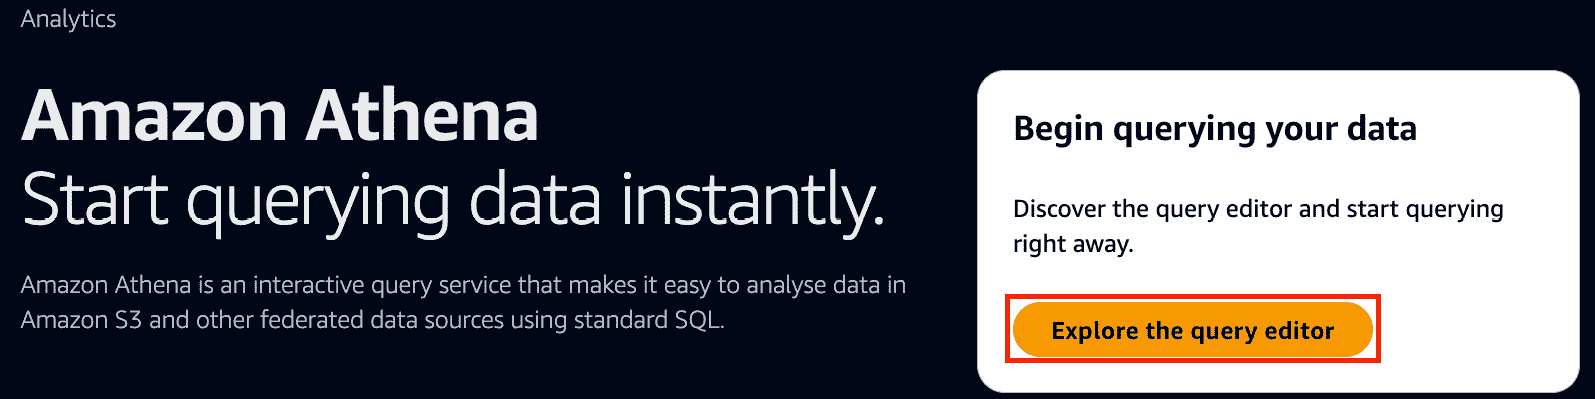 Analytics
Amazon Athena
Start querying data instantly.
Amazon Athena is an interactive query service that makes it easy to analyse data in
Amazon S3 and other federated data sources using standard SQL.
Begin querying your data
Discover the query editor and start querying
right away.
Explore the query editor